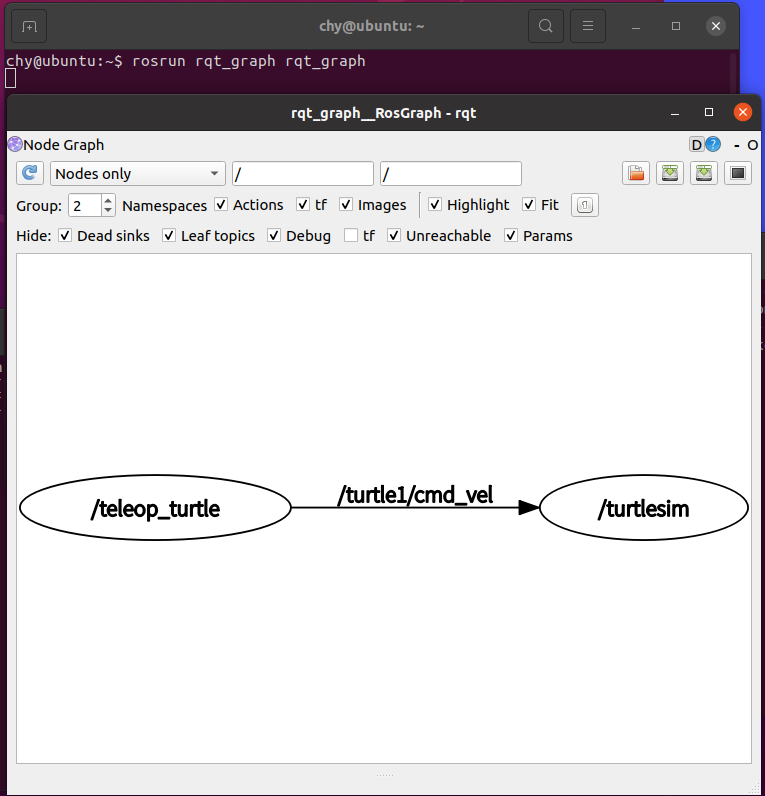 chy@ubuntu: ~
chy@ubuntu:~$ rosrun rqt_graph rqt_graph
rqt_graph__RosGraph - rqt
Node Graph D ? - O
Nodes only / /
Group: 2 Namespaces Actions tf Images Highlight Fit
Hide: Dead sinks Leaf topics Debug tf Unreachable Params
/teleop_turtle /turtle1/cmd_vel /turtlesim